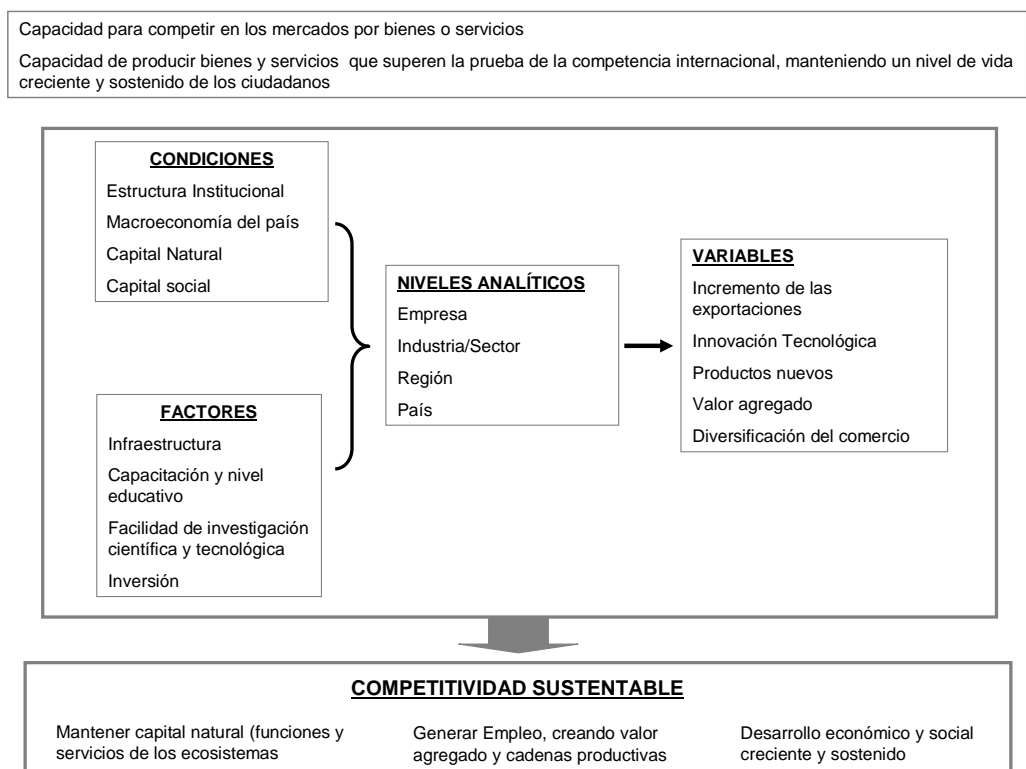 Capacidad para competir en los mercados por bienes o servicios
Capacidad de producir bienes y servicios que superen la prueba de la competencia internacional, manteniendo un nivel de vida
creciente y sostenido de los ciudadanos
CONDICIONES
Estructura Institucional
Macroeconomía del país
Capital Natural
Capital social
FACTORES
Infraestructura
Capacitación y nivel
educativo
Facilidad de investigación
científica y tecnológica
Inversión
NIVELES ANALÍTICOS
Empresa
Industria/Sector
Región
País
VARIABLES
Incremento de las
exportaciones
Innovación Tecnológica
Productos nuevos
Valor agregado
Diversificación del comercio
COMPETITIVIDAD SUSTENTABLE
Mantener capital natural (funciones y
servicios de los ecosistemas
Generar Empleo, creando valor
agregado y cadenas productivas
Desarrollo económico y social
creciente y sostenido